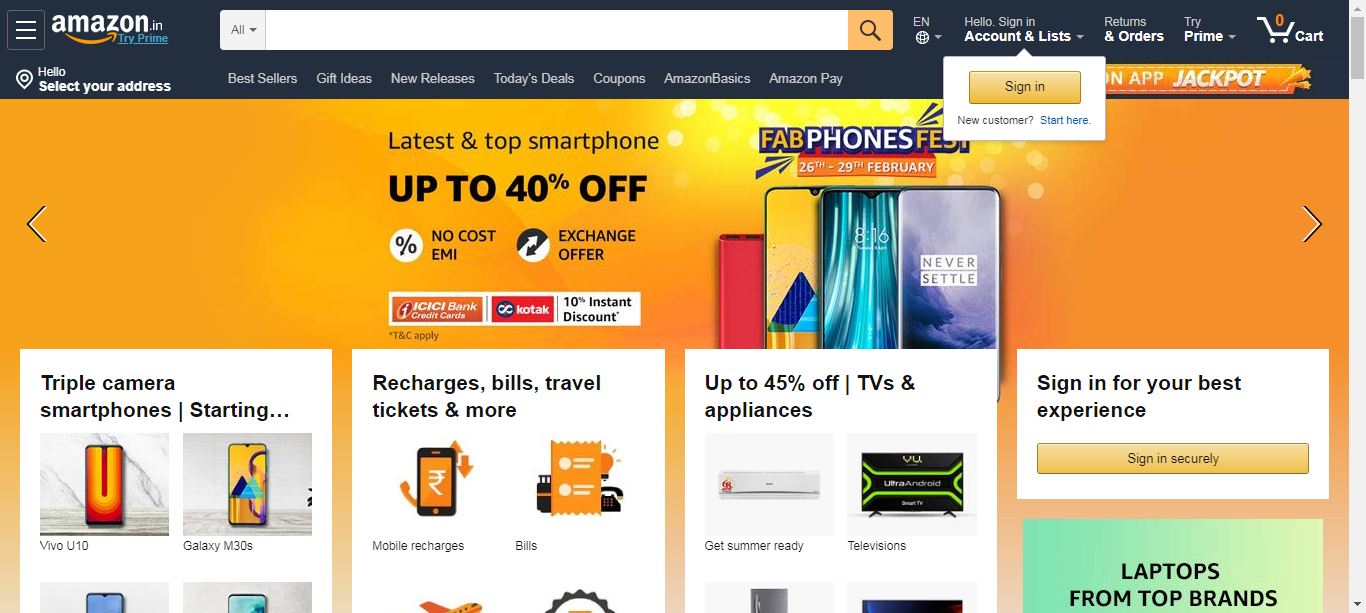 amazon.in
Try Prime
All
EN
Hello. Sign in
Account & Lists
Returns
& Orders
Try
Prime
0
Cart
Hello
Select your address
Best Sellers
Gift Ideas
New Releases
Today's Deals
Coupons
AmazonBasics
Amazon Pay
ON APP JACKPOT
Sign in
New customer? Start here.
Latest & top smartphone
UP TO 40% OFF
NO COST
EMI
EXCHANGE
OFFER
ICICI Bank
Credit Cards
kotak
10% Instant
Discount*
*T&C apply
FABPHONESFEST
26TH - 29TH FEBRUARY
8:16
NEVER
SETTLE
Triple camera
smartphones | Starting…
Vivo U10
Galaxy M30s
Recharges, bills, travel
tickets & more
Mobile recharges
Bills
Up to 45% off | TVs &
appliances
VU
UltraAndroid
Smart TV
Get summer ready
Televisions
Sign in for your best
experience
Sign in securely
LAPTOPS
FROM TOP BRANDS